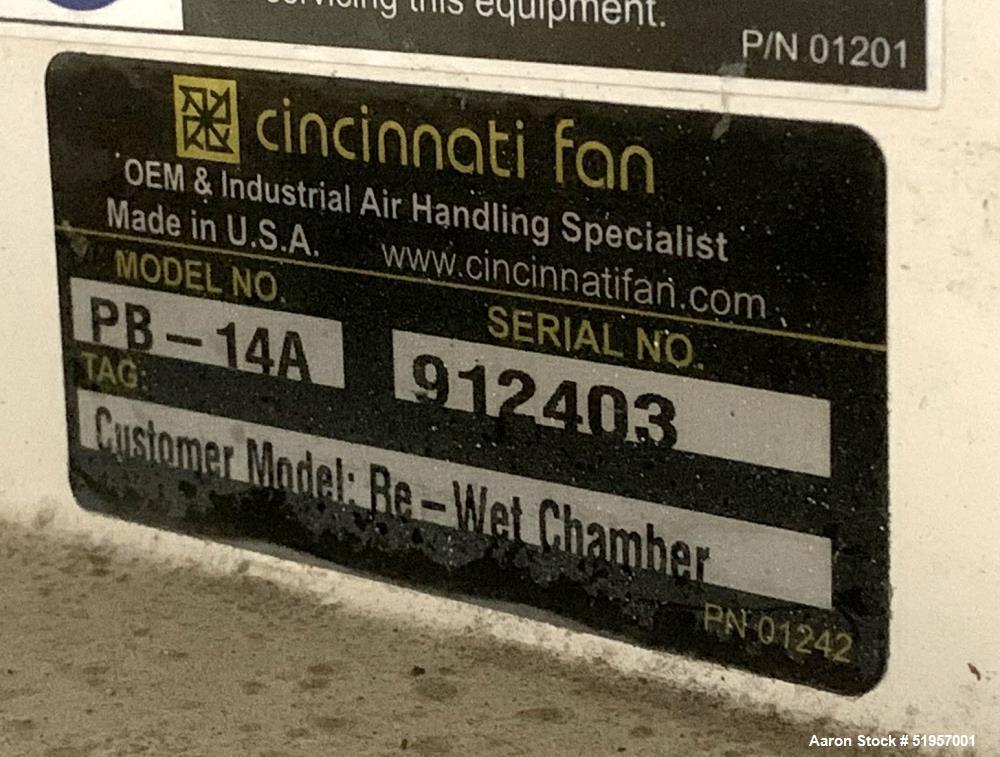 servicing this equipment.
P/N 01201
cincinnati fan
OEM & Industrial Air Handling Specialist
Made in U.S.A. www.cincinnatifan.com
MODEL NO. SERIAL NO.
PB-14A 912403
TAG:
Customer Model: Re-Wet Chamber
PN 01242
Aaron Stock # 51957001